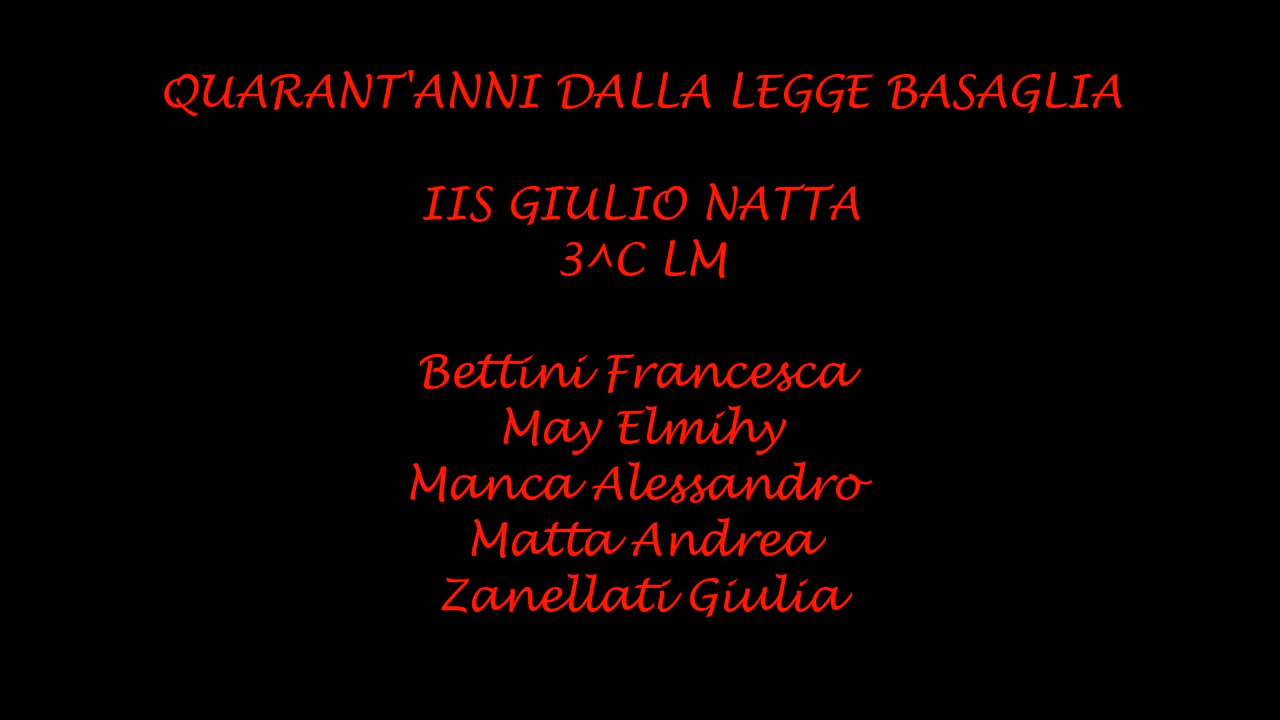 QUARANT'ANNI DALLA LEGGE BASAGLIA
IIS GIULIO NATTA
3^C LM
Bettini Francesca
May Elmihy
Manca Alessandro
Matta Andrea
Zanellati Giulia